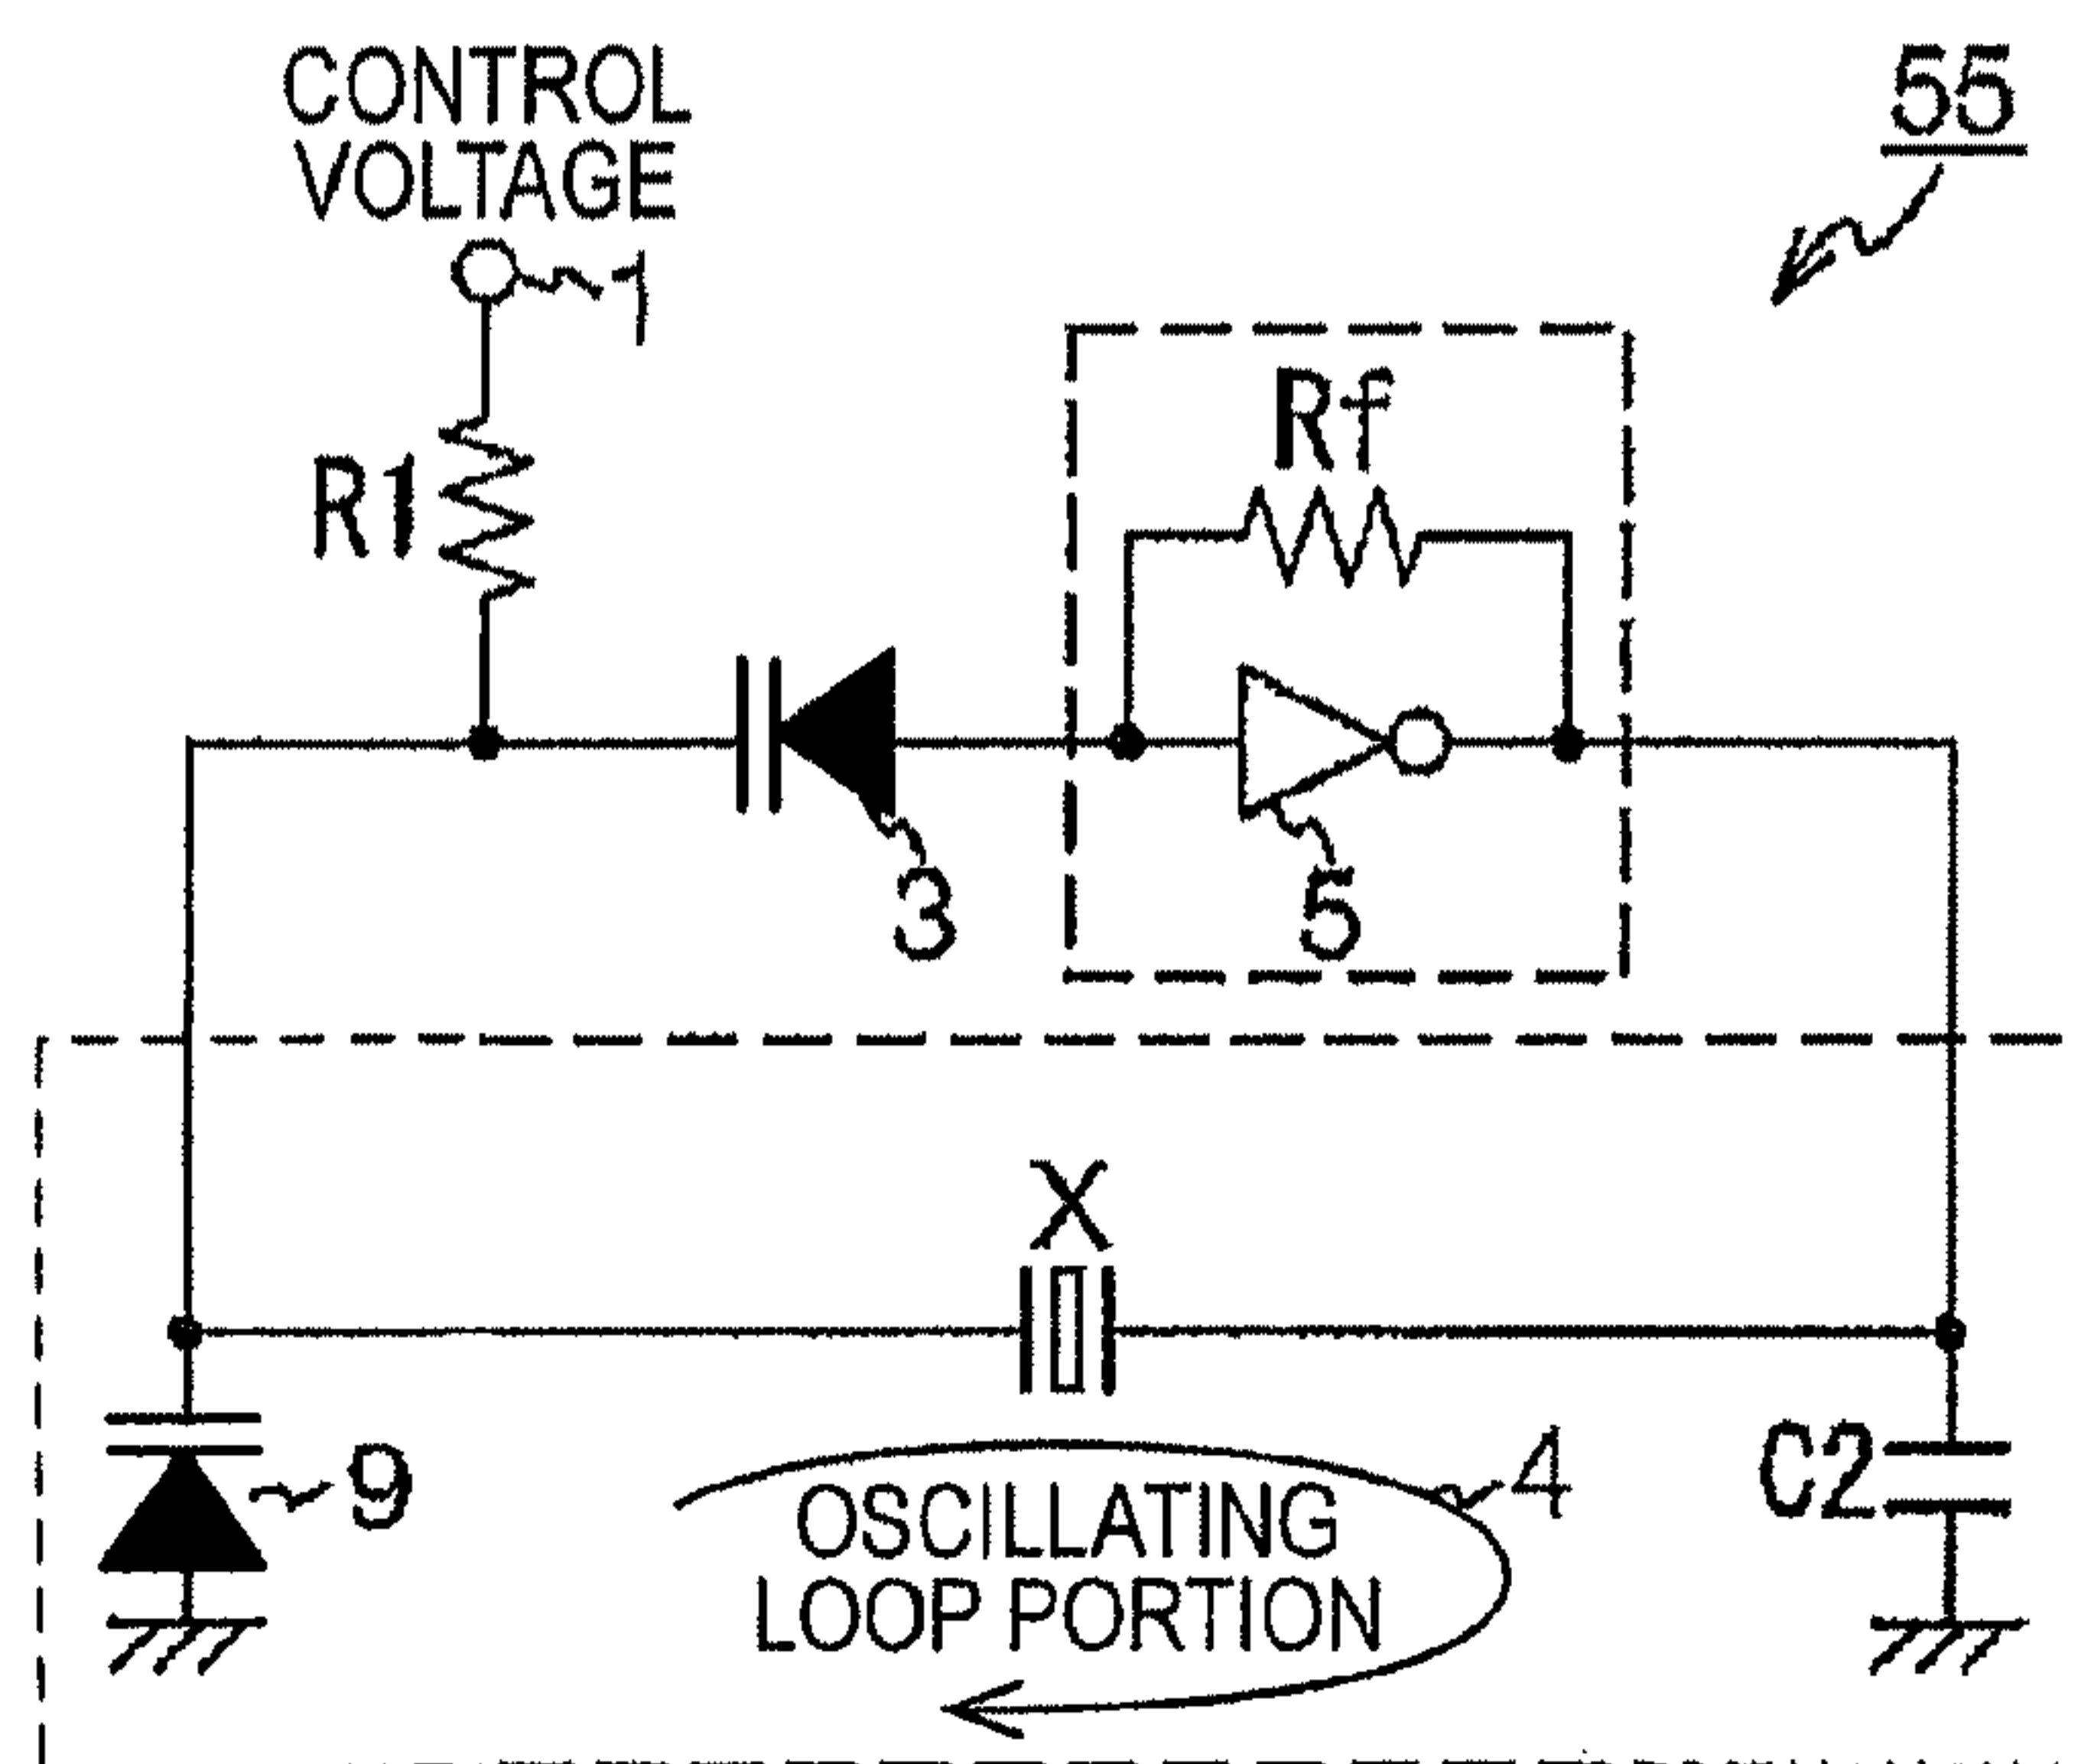 CONTROL
VOLTAGE
55
1
Rf
R1
3
5
X
9
4
C2
OSCILLATING
LOOP PORTION